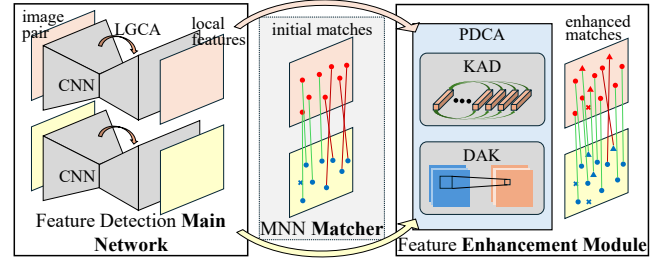 image
pair
LGCA
local
features
CNN
CNN
Feature Detection Main
Network
initial matches
MNN Matcher
PDCA
KAD
DAK
enhanced
matches
Feature Enhancement Module